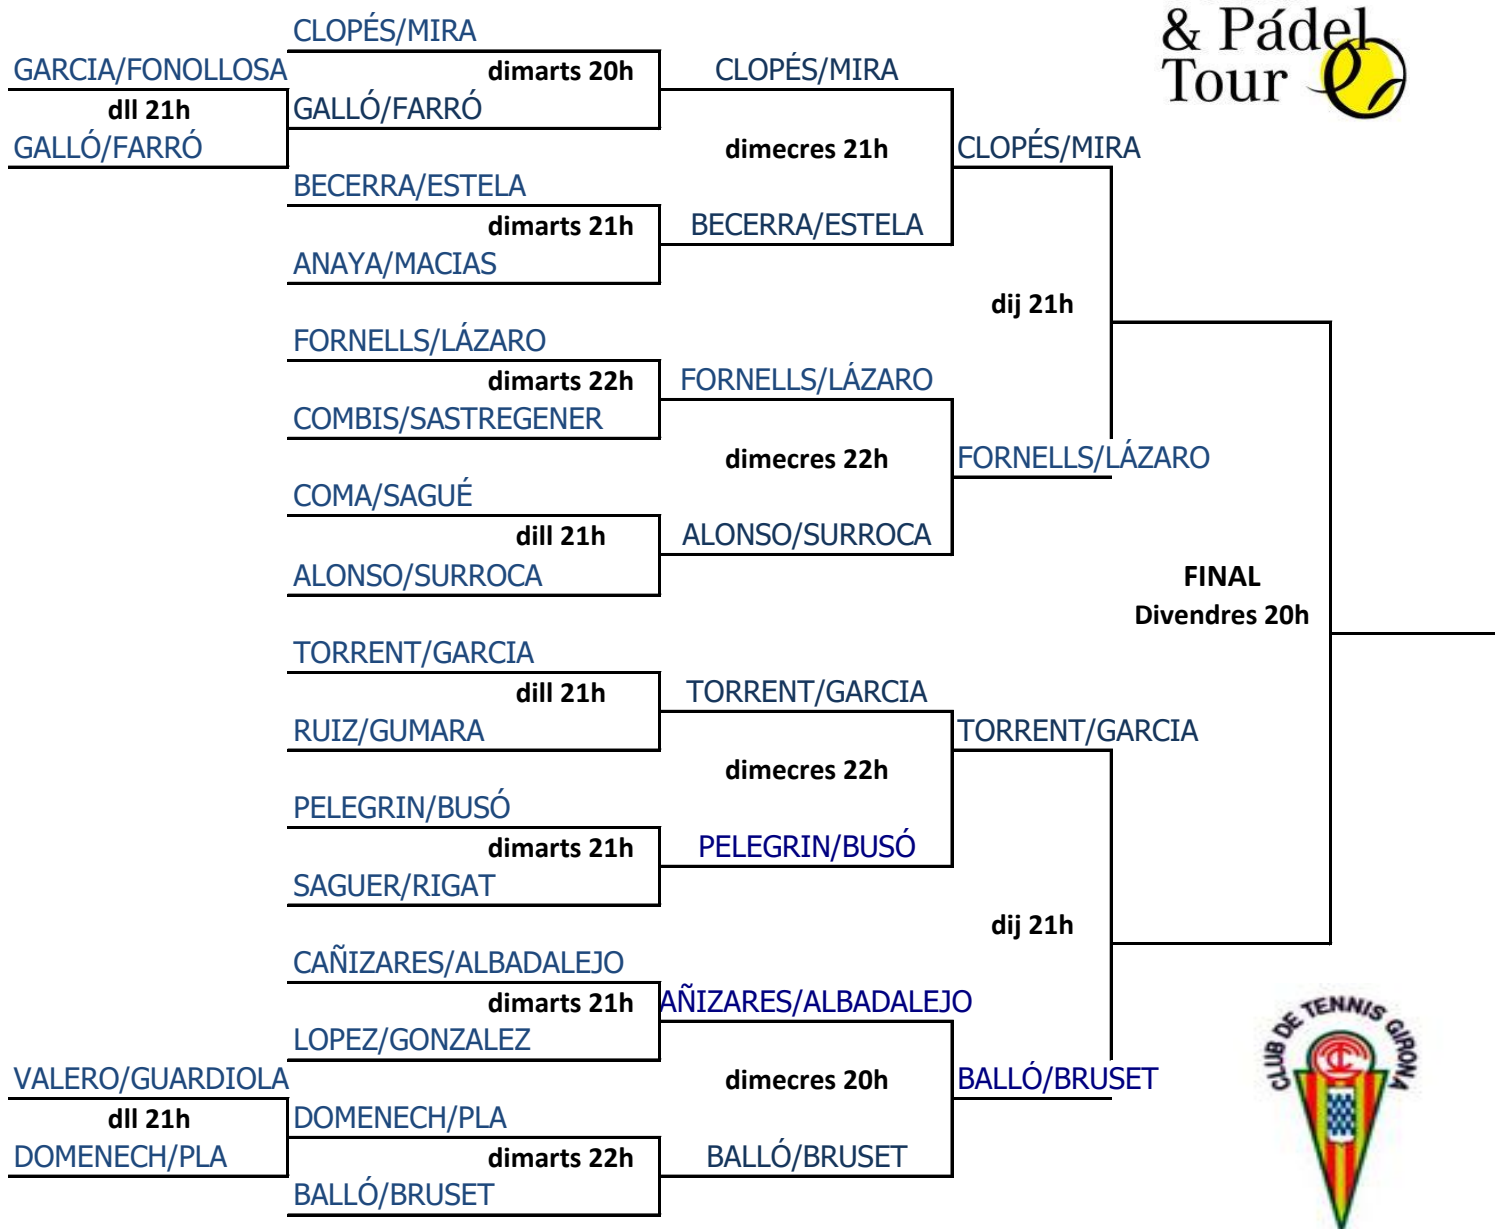 & Pádel
Tour
CLOPÉS/MIRA
GARCIA/FONOLLOSA
dimarts 20h
CLOPÉS/MIRA
dll 21h
GALLÓ/FARRÓ
GALLÓ/FARRÓ
dimecres 21h
CLOPÉS/MIRA
BECERRA/ESTELA
dimarts 21h
BECERRA/ESTELA
ANAYA/MACIAS
dij 21h
FORNELLS/LÁZARO
dimarts 22h
FORNELLS/LÁZARO
COMBIS/SASTREGENER
dimecres 22h
FORNELLS/LÁZARO
COMA/SAGUÉ
dill 21h
ALONSO/SURROCA
ALONSO/SURROCA
FINAL
Divendres 20h
TORRENT/GARCIA
dill 21h
TORRENT/GARCIA
RUIZ/GUMARA
TORRENT/GARCIA
dimecres 22h
PELEGRIN/BUSÓ
dimarts 21h
PELEGRIN/BUSÓ
SAGUER/RIGAT
dij 21h
CAÑIZARES/ALBADALEJO
dimarts 21h
AÑIZARES/ALBADALEJO
LOPEZ/GONZALEZ
CLUB DE TENNIS GIRONA
VALERO/GUARDIOLA
dimecres 20h
BALLÓ/BRUSET
dll 21h
DOMENECH/PLA
DOMENECH/PLA
dimarts 22h
BALLÓ/BRUSET
BALLÓ/BRUSET